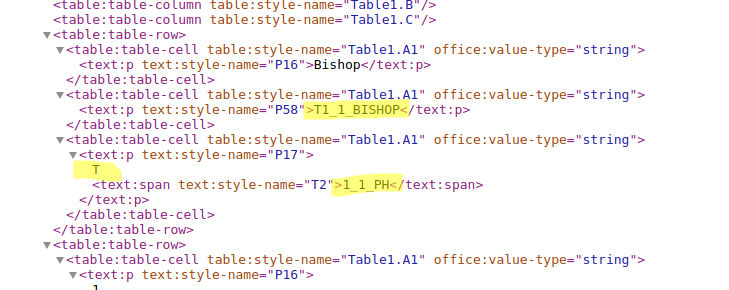 <table:table-column table:style-name="Table1.B"/>
<table:table-column table:style-name="Table1.C"/>
<table:table-row>
<table:table-cell table:style-name="Table1.A1" office:value-type="string">
<text:p text:style-name="P16">Bishop</text:p>
</table:table-cell>
<table:table-cell table:style-name="Table1.A1" office:value-type="string">
<text:p text:style-name="P58">T1_1_BISHOP</text:p>
</table:table-cell>
<table:table-cell table:style-name="Table1.A1" office:value-type="string">
<text:p text:style-name="P17">
T
<text:span text:style-name="T2">1_1_PH</text:span>
</text:p>
</table:table-cell>
</table:table-row>
<table:table-row>
<table:table-cell table:style-name="Table1.A1" office:value-type="string">
<text:p text:style-name="P16">